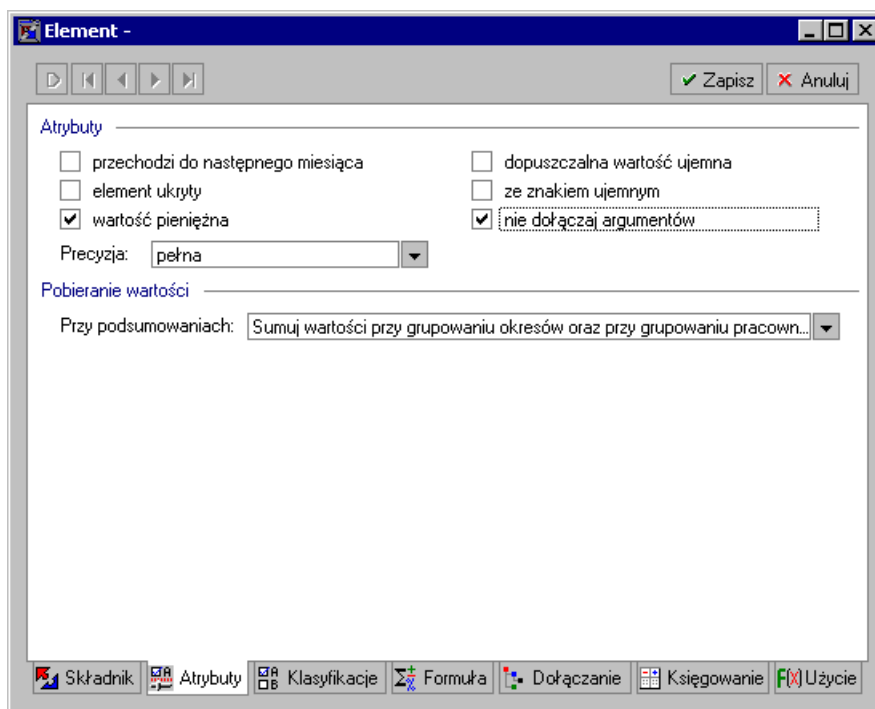 Element -
Zapisz Anuluj
Atrybuty
przechodzi do następnego miesiąca dopuszczalna wartość ujemna
element ukryty ze znakiem ujemnym
wartość pieniężna nie dołączaj argumentów
Precyzja: pełna
Pobieranie wartości
Przy podsumowaniach: Sumuj wartości przy grupowaniu okresów oraz przy grupowaniu pracown...
Składnik Atrybuty Klasyfikacje Formuła Dołączanie Księgowanie F(X) Użycie